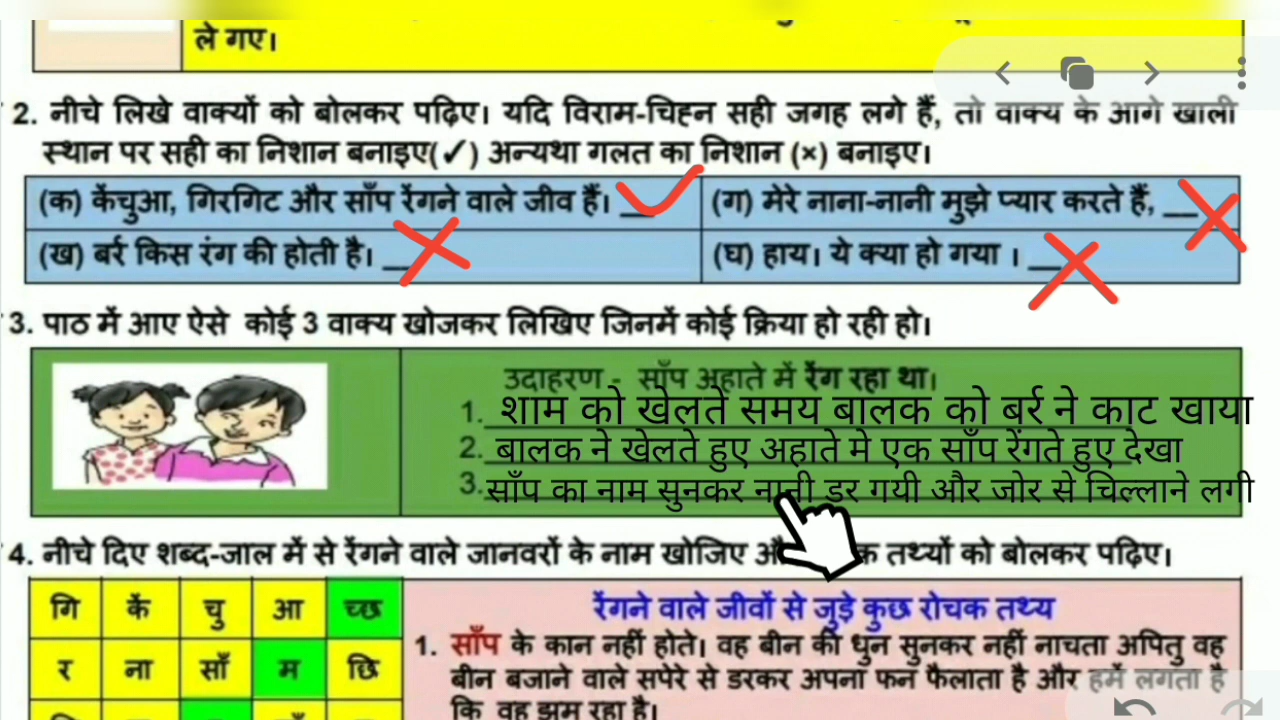 ले गए।
2. नीचे लिखे वाक्यों को बोलकर पढ़िए। यदि विराम-चिह्न सही जगह लगे हैं, तो वाक्य के आगे खाली
स्थान पर सही का निशान बनाइए(✓) अन्यथा गलत का निशान (×) बनाइए।
(क) केंचुआ, गिरगिट और साँप रेंगने वाले जीव हैं। __ (ग) मेरे नाना-नानी मुझे प्यार करते हैं, __
(ख) बर्र किस रंग की होती है। __ (घ) हाय। ये क्या हो गया । __
3. पाठ में आए ऐसे कोई 3 वाक्य खोजकर लिखिए जिनमें कोई क्रिया हो रही हो।
उदाहरण - साँप अहाते में रेंग रहा था।
1. शाम को खेलते समय बालक को बर्र ने काट खाया
2. बालक ने खेलते हुए अहाते मे एक साँप रेंगते हुए देखा
3. साँप का नाम सुनकर नानी डर गयी और जोर से चिल्लाने लगी
4. नीचे दिए शब्द-जाल में से रेंगने वाले जानवरों के नाम खोजिए तथ्यों को बोलकर पढ़िए।
गि कें चु आ च्छ
र ना साँ म छि
रेंगने वाले जीवों से जुड़े कुछ रोचक तथ्य
1. साँप के कान नहीं होते। वह बीन की धुन सुनकर नहीं नाचता अपितु वह
बीन बजाने वाले सपेरे से डरकर अपना फन फैलाता है और हमें लगता है
कि वह झूम रहा है।